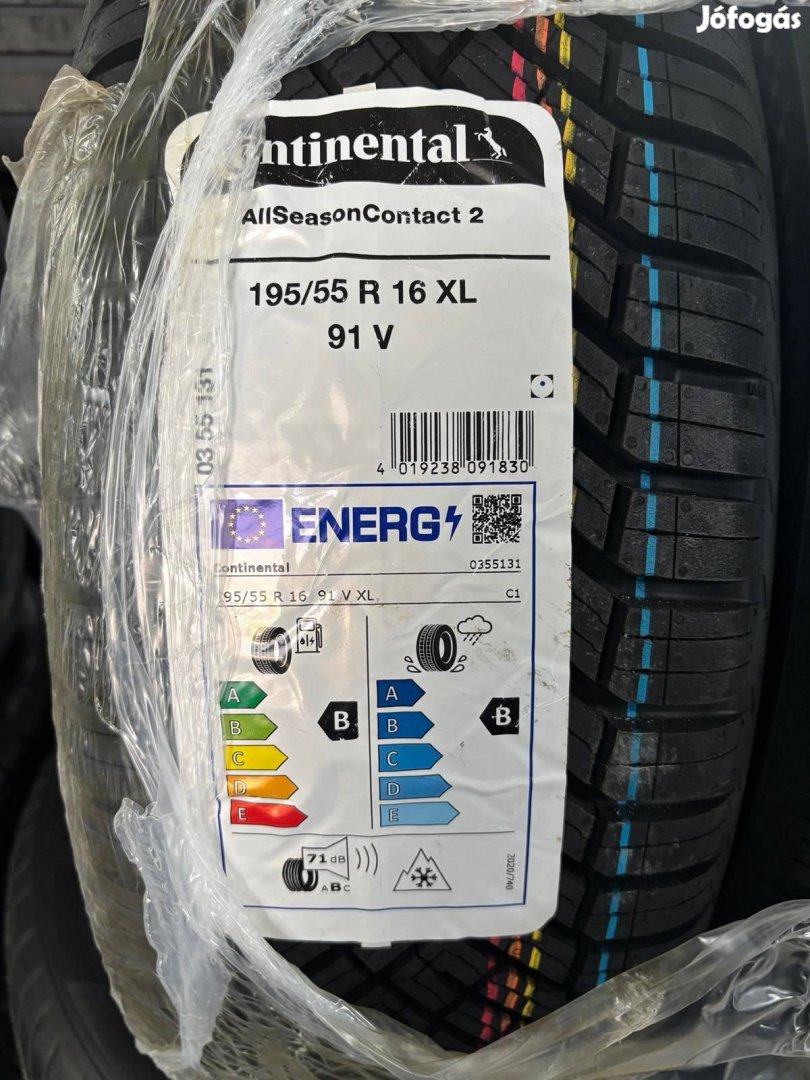 Jófogás
ntinental
AllSeasonContact 2
195/55 R 16 XL
91 V
03 55 131
4 019238 091830
ENERG
Continental 0355131
95/55 R 16 91 V XL C1
A
B
C
D
E
B
A
B
C
D
E
B
71 dB
ABC
2020/740